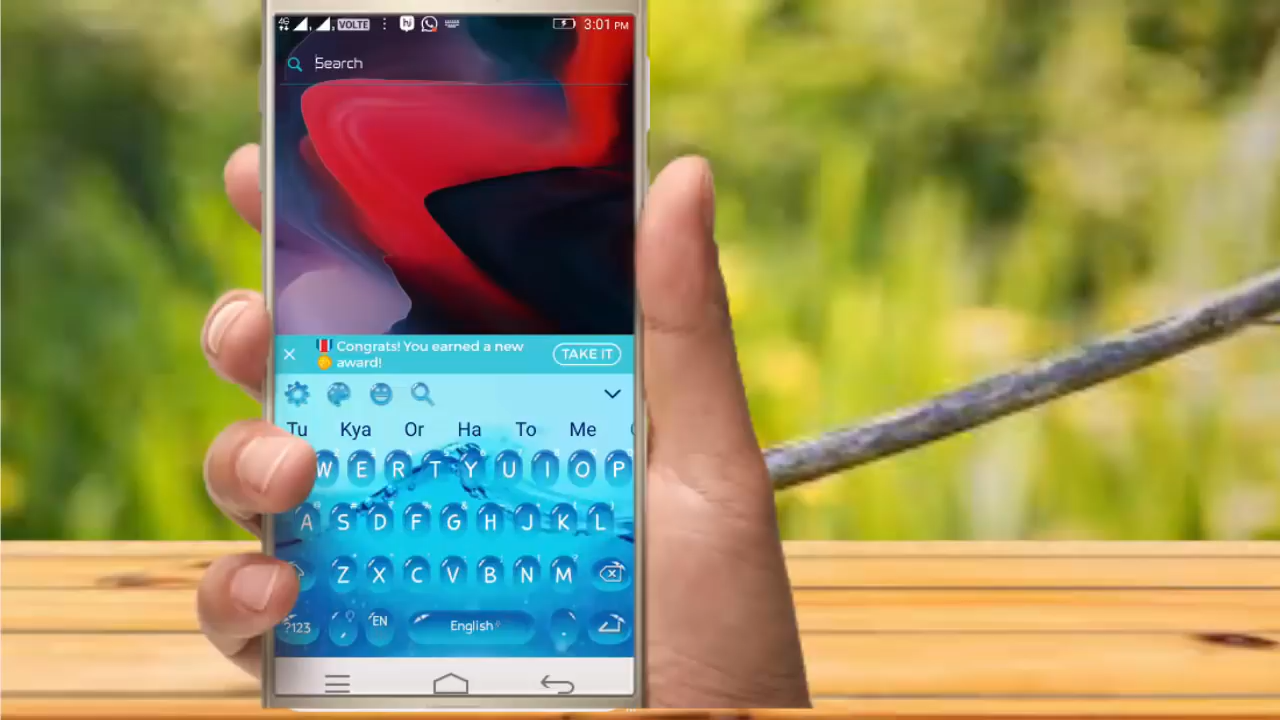 4G VOLTE 3:01 PM
Search
Congrats! You earned a new
award!
TAKE IT
Tu Kya Or Ha To Me
W E R T Y U I O P
A S D F G H J K L
Z X C V B N M
?123 , EN English .